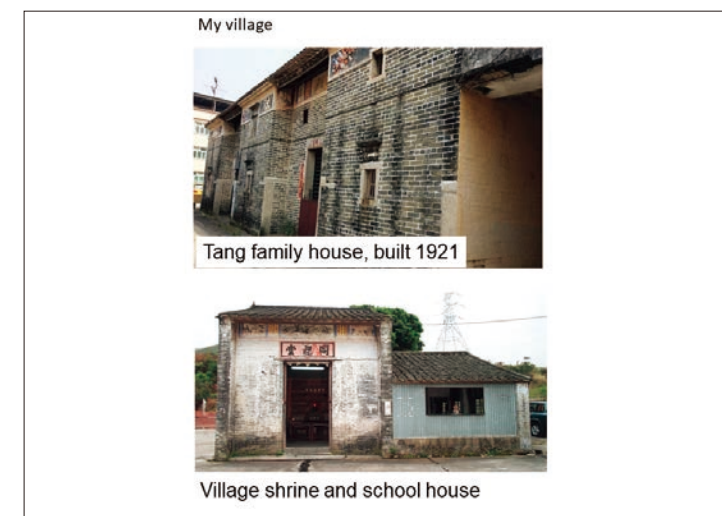 My village
Tang family house, built 1921
Village shrine and school house